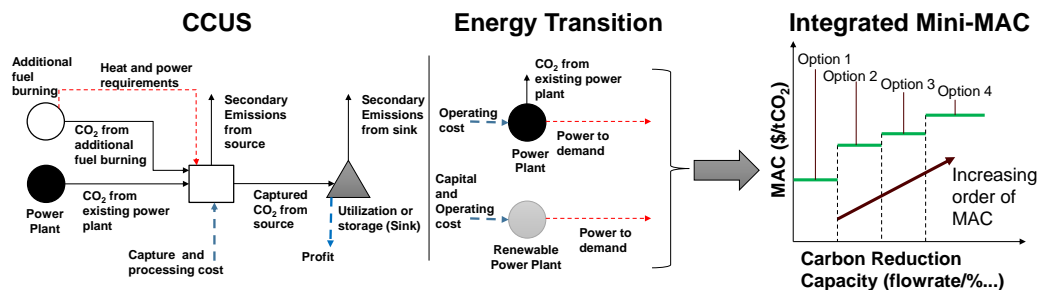 CCUS
Additional
fuel
burning
Heat and power
requirements
CO2 from
additional
fuel burning
Secondary
Emissions
from
source
Secondary
Emissions
from sink
Power
Plant
CO2 from
existing power
plant
Captured
CO2 from
source
Utilization or
storage (Sink)
Capture and
processing cost
Profit
Energy Transition
CO2 from
existing power
plant
Operating
cost
Power Plant
Power to
demand
Capital
and
Operating
cost
Renewable
Power Plant
Power to
demand
Integrated Mini-MAC
MAC ($/tCO2)
Option 1
Option 2
Option 3
Option 4
Increasing
order of
MAC
Carbon Reduction
Capacity (flowrate/%...)